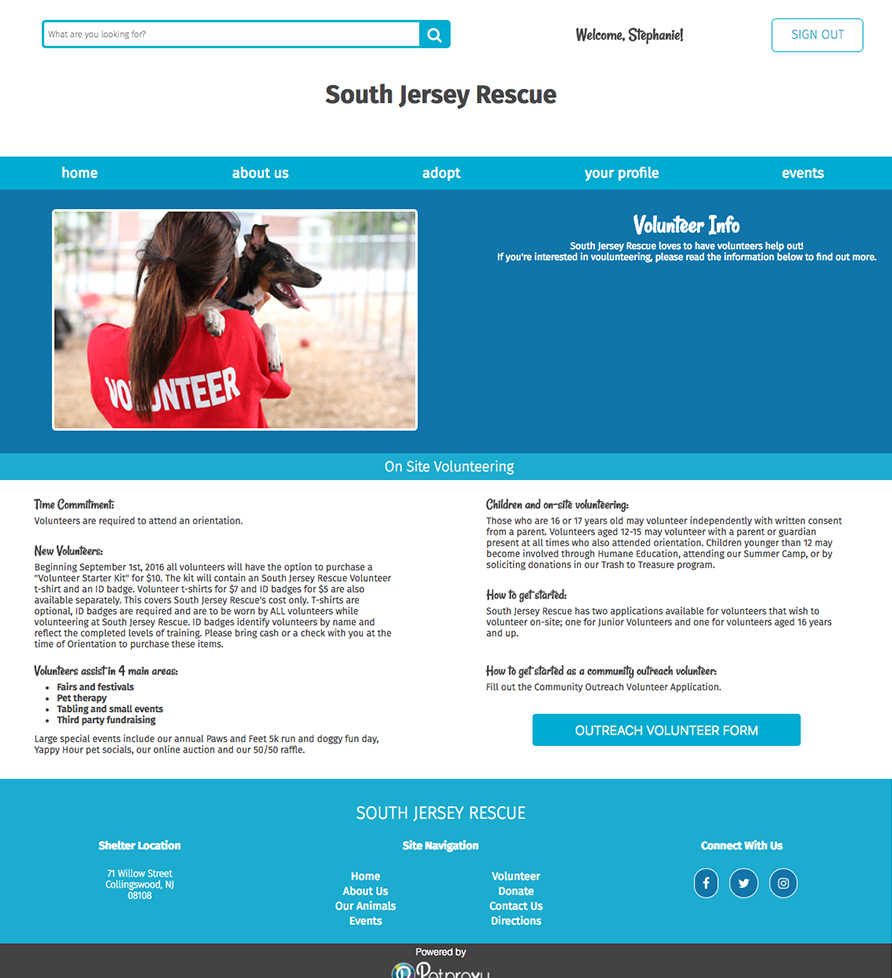 What are you looking for?
Welcome, Stephanie!
SIGN OUT
South Jersey Rescue
home
about us
adopt
your profile
events
VOLUNTEER
Volunteer Info
South Jersey Rescue loves to have volunteers help out!
If you're interested in voulunteering, please read the information below to find out more.
On Site Volunteering
Time Commitment:
Volunteers are required to attend an orientation.
New Volunteers:
Beginning September 1st, 2016 all volunteers will have the option to purchase a
"Volunteer Starter Kit" for $10. The kit will contain an South Jersey Rescue Volunteer
t-shirt and an ID badge. Volunteer t-shirts for $7 and ID badges for $5 are also
available separately. This covers South Jersey Rescue's cost only. T-shirts are
optional, ID badges are required and are to be worn by ALL volunteers while
volunteering at South Jersey Rescue. ID badges identify volunteers by name and
reflect the completed levels of training. Please bring cash or a check with you at the
time of Orientation to purchase these items.
Volunteers assist in 4 main areas:
• Fairs and festivals
• Pet therapy
• Tabling and small events
• Third party fundraising
Large special events include our annual Paws and Feet 5k run and doggy fun day,
Yappy Hour pet socials, our online auction and our 50/50 raffle.
Children and on-site volunteering:
Those who are 16 or 17 years old may volunteer independently with written consent
from a parent. Volunteers aged 12-15 may volunteer with a parent or guardian
present at all times who also attended orientation. Children younger than 12 may
become involved through Humane Education, attending our Summer Camp, or by
soliciting donations in our Trash to Treasure program.
How to get started:
South Jersey Rescue has two applications available for volunteers that wish to
volunteer on-site; one for Junior Volunteers and one for volunteers aged 16 years
and up.
How to get started as a community outreach volunteer:
Fill out the Community Outreach Volunteer Application.
OUTREACH VOLUNTEER FORM
SOUTH JERSEY RESCUE
Shelter Location
71 Willow Street
Collingswood, NJ
08108
Site Navigation
Home
About Us
Our Animals
Events
Volunteer
Donate
Contact Us
Directions
Connect With Us
Powered by
Petproxy